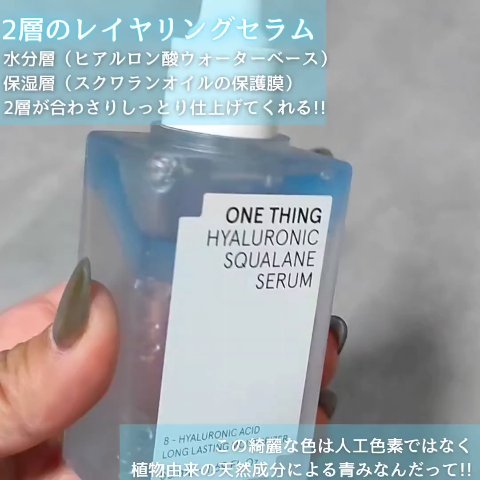 2層のレイヤリングセラム
水分層（ヒアルロン酸ウォーターベース）
保湿層（スクワランオイルの保護膜）
2層が合わさりしっとり仕上げてくれる!!
ONE THING
HYALURONIC
SQUALANE
SERUM
B - HYALURONIC ACID
LONG LASTING
この綺麗な色は人工色素ではなく
植物由来の天然成分による青みなんだって!!